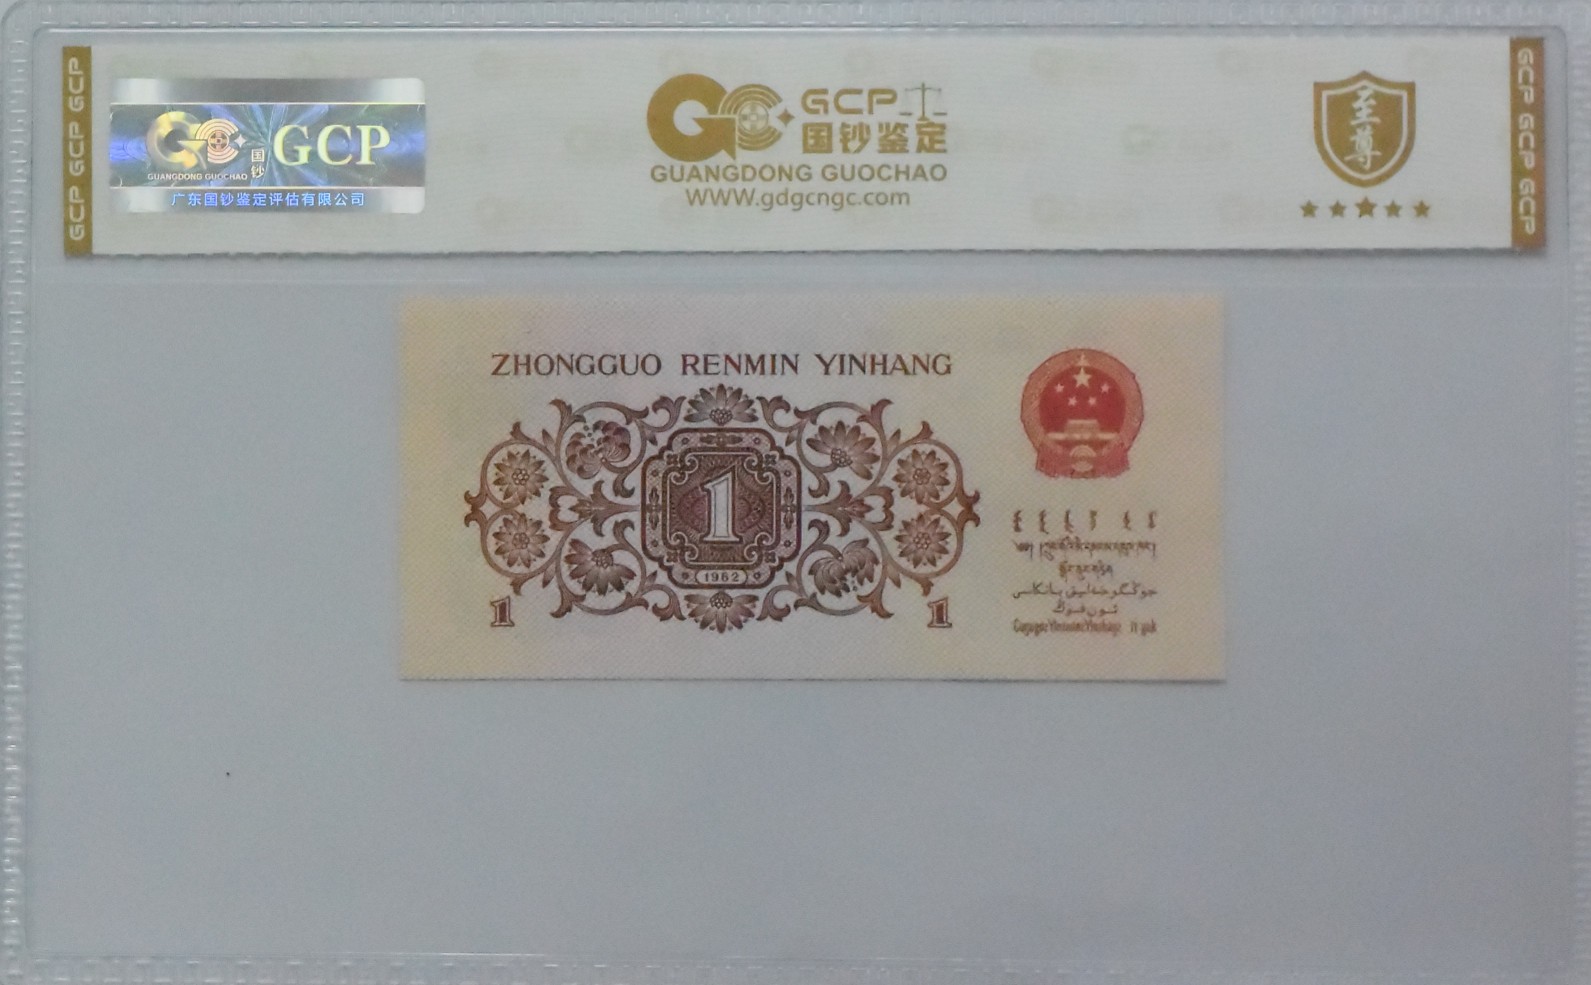 GCP GCP GCP
GCP
国钞
GUANGDONG GUOCHAO
广东国钞鉴定评估有限公司
GCP
国钞鉴定
GUANGDONG GUOCHAO
WWW.gdgcngc.com
至尊
GCP GCP GCP
ZHONGGUO RENMIN YINHANG
1
1962
1
1